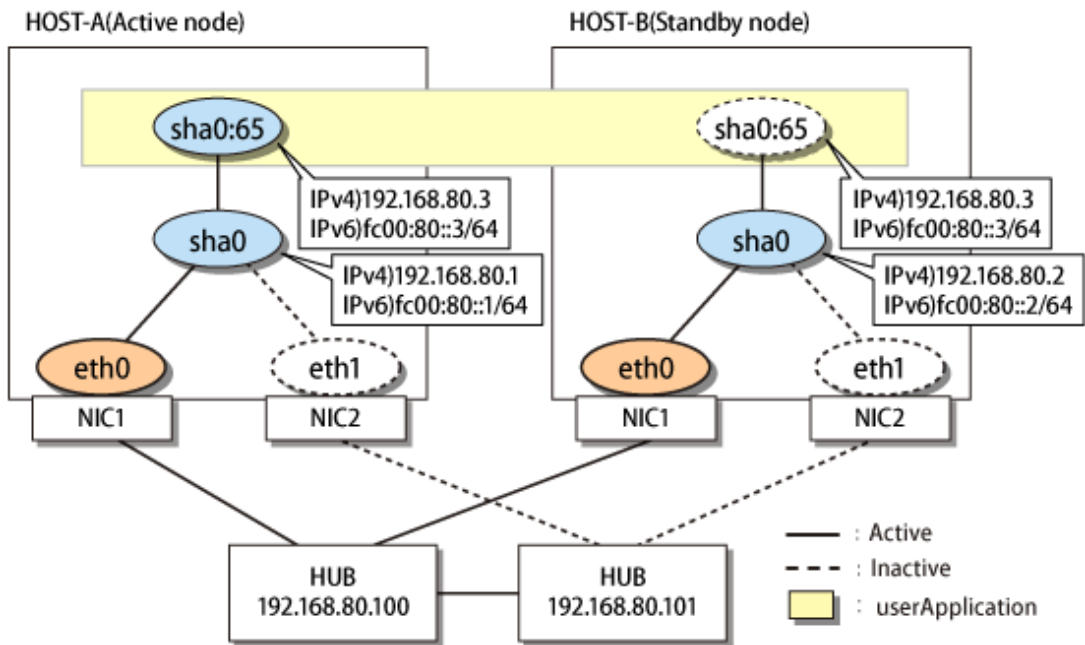 HOST-A(Active node)
HOST-B(Standby node)
sha0:65
sha0:65
IPv4)192.168.80.3
IPv6)fc00:80::3/64
IPv4)192.168.80.3
IPv6)fc00:80::3/64
sha0
sha0
IPv4)192.168.80.1
IPv6)fc00:80::1/64
IPv4)192.168.80.2
IPv6)fc00:80::2/64
eth0
eth1
eth0
eth1
NIC1
NIC2
NIC1
NIC2
HUB
192.168.80.100
HUB
192.168.80.101
: Active
: Inactive
: userApplication